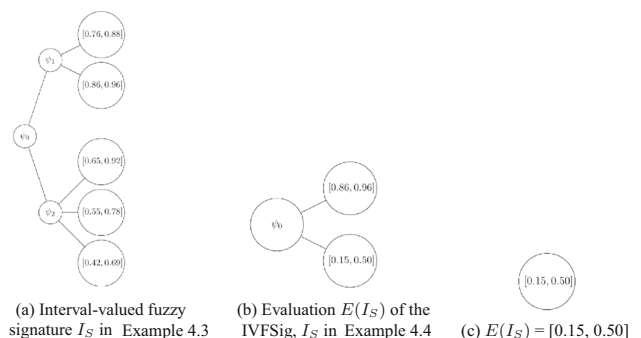 [0.76, 0.88]
ψ₁
[0.86, 0.96]
ψ₀
[0.65, 0.92]
ψ₂
[0.55, 0.78]
[0.42, 0.69]
[0.86, 0.96]
ψ₀
[0.15, 0.50]
[0.15, 0.50]
(a) Interval-valued fuzzy
signature I_S in Example 4.3
(b) Evaluation E(I_S) of the
IVFSig, I_S in Example 4.4
(c) E(I_S) = [0.15, 0.50]